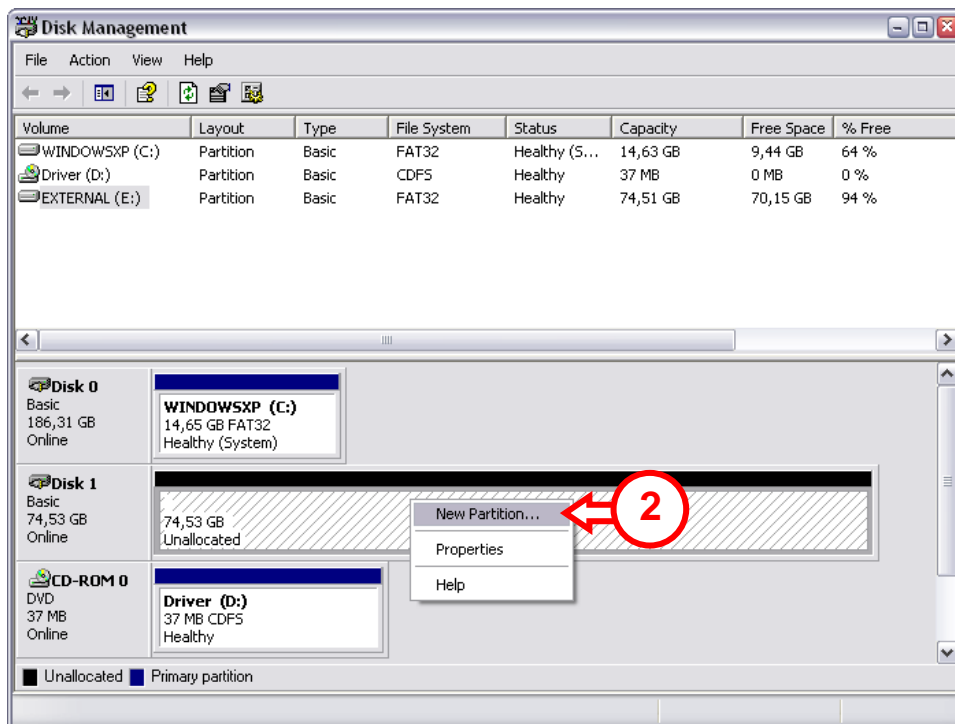 Disk Management
File Action View Help
Volume Layout Type File System Status Capacity Free Space % Free
WINDOWSXP (C:) Partition Basic FAT32 Healthy (S... 14,63 GB 9,44 GB 64 %
Driver (D:) Partition Basic CDFS Healthy 37 MB 0 MB 0 %
EXTERNAL (E:) Partition Basic FAT32 Healthy 74,51 GB 70,15 GB 94 %
Disk 0
Basic
186,31 GB
Online
WINDOWSXP (C:)
14,65 GB FAT32
Healthy (System)
Disk 1
Basic
74,53 GB
Online
74,53 GB
Unallocated
New Partition...
Properties
Help
2
CD-ROM 0
DVD
37 MB
Online
Driver (D:)
37 MB CDFS
Healthy
Unallocated Primary partition